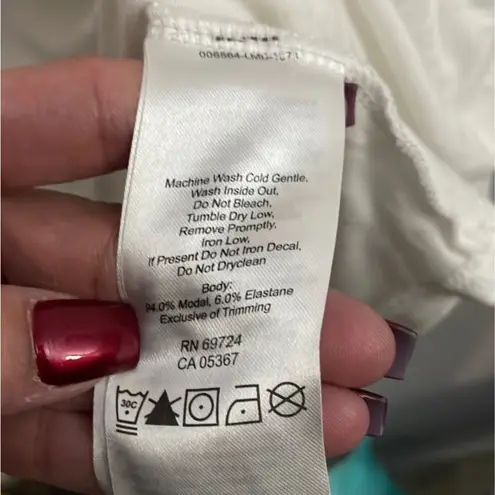 Machine Wash Cold Gentle,
Wash Inside Out,
Do Not Bleach,
Tumble Dry Low,
Remove Promptly,
Iron Low,
If Present Do Not Iron Decal,
Do Not Dryclean
Body:
94.0% Modal, 6.0% Elastane
Exclusive of Trimming
RN 69724
CA 05367
30C